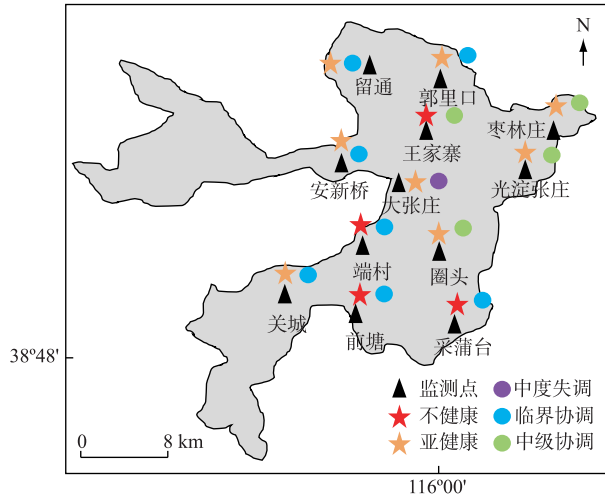 N
留通
郭里口
枣林庄
王家寨
安新桥
大张庄
光淀张庄
端村
圈头
关城
前塘
采蒲台
38°48'
监测点
中度失调
不健康
临界协调
亚健康
中级协调
0 8 km
116°00'